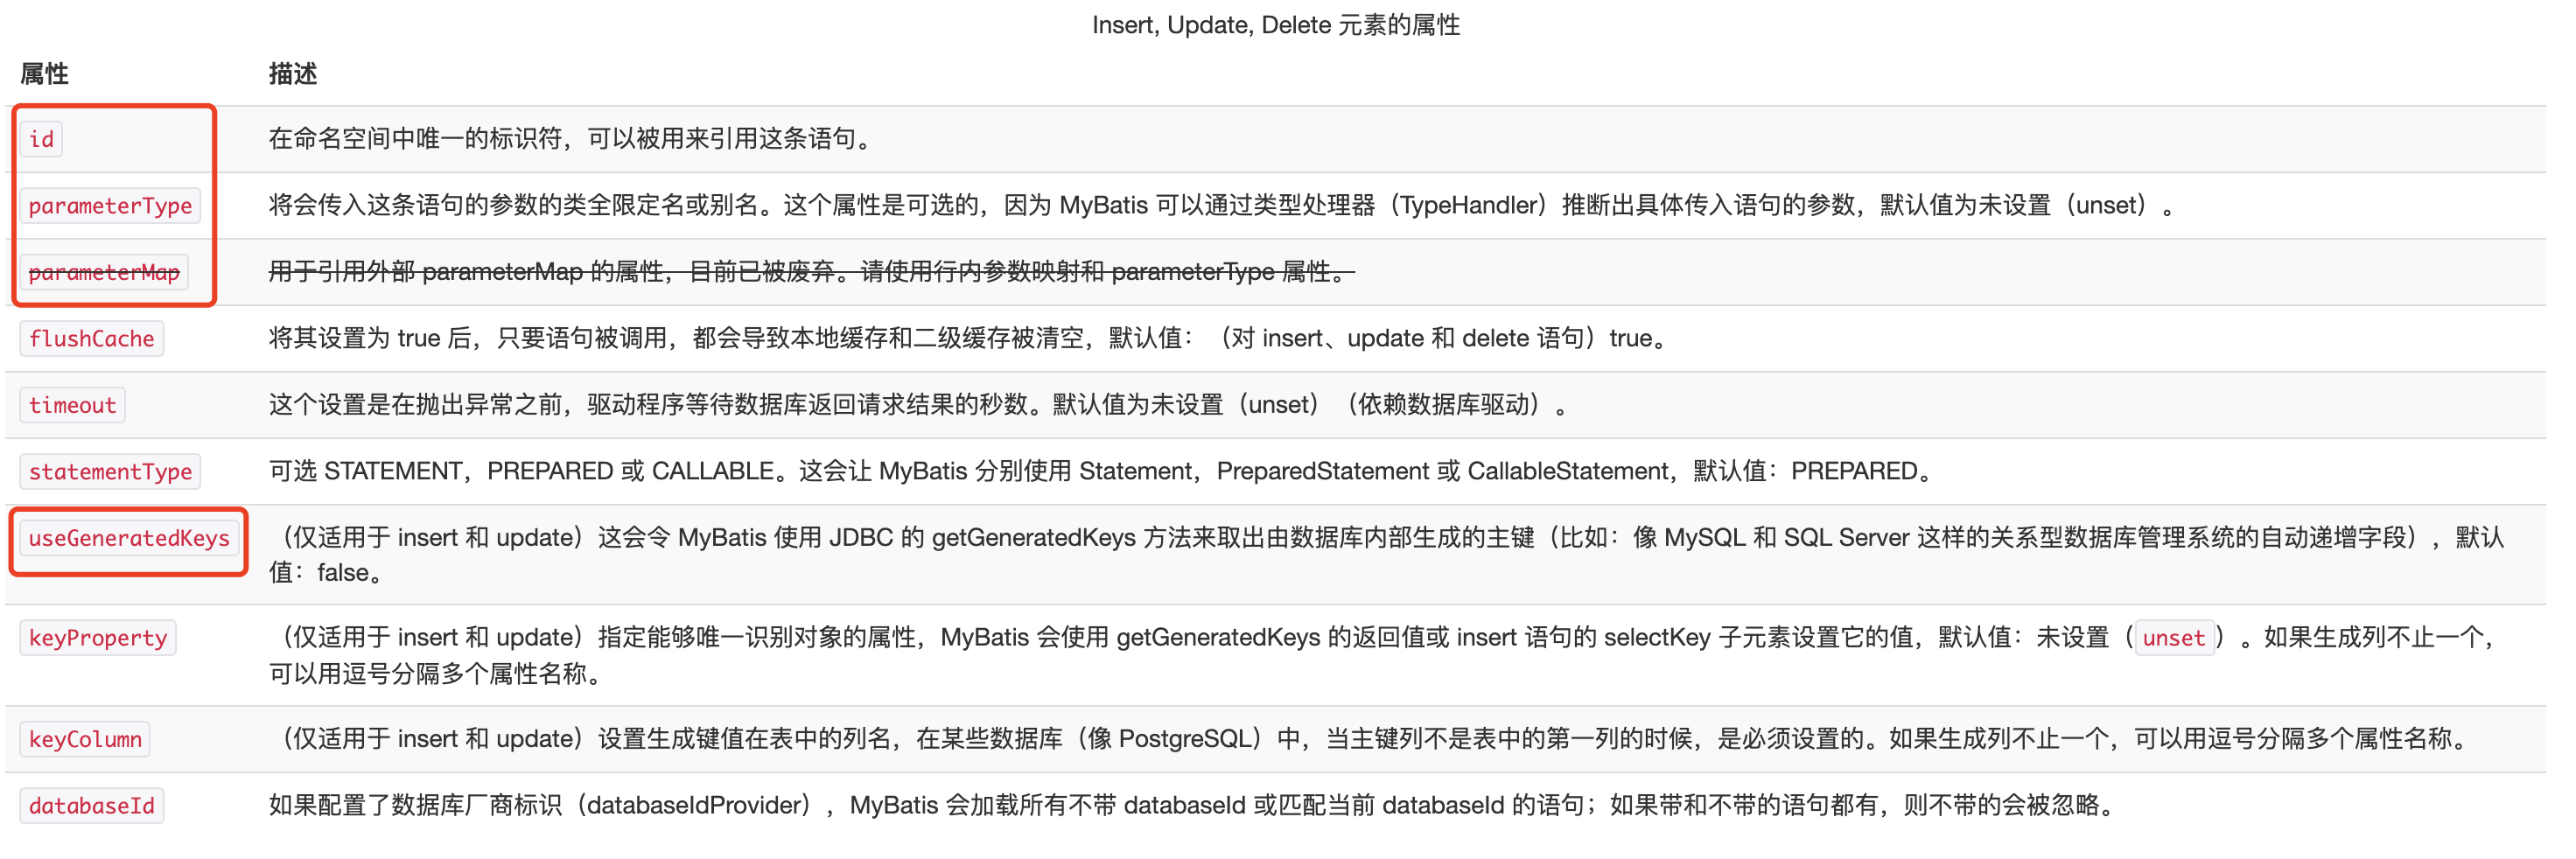 Insert, Update, Delete 元素的属性
属性 描述
id 在命名空间中唯一的标识符，可以被用来引用这条语句。
parameterType 将会传入这条语句的参数的类全限定名或别名。这个属性是可选的，因为 MyBatis 可以通过类型处理器（TypeHandler）推断出具体传入语句的参数，默认值为未设置（unset）。
parameterMap 用于引用外部 parameterMap 的属性，目前已被废弃。请使用行内参数映射和 parameterType 属性。
flushCache 将其设置为 true 后，只要语句被调用，都会导致本地缓存和二级缓存被清空，默认值：（对 insert、update 和 delete 语句）true。
timeout 这个设置是在抛出异常之前，驱动程序等待数据库返回请求结果的秒数。默认值为未设置（unset）（依赖数据库驱动）。
statementType 可选 STATEMENT，PREPARED 或 CALLABLE。这会让 MyBatis 分别使用 Statement，PreparedStatement 或 CallableStatement，默认值：PREPARED。
useGeneratedKeys （仅适用于 insert 和 update）这会令 MyBatis 使用 JDBC 的 getGeneratedKeys 方法来取出由数据库内部生成的主键（比如：像 MySQL 和 SQL Server 这样的关系型数据库管理系统的自动递增字段），默认
值：false。
keyProperty （仅适用于 insert 和 update）指定能够唯一识别对象的属性，MyBatis 会使用 getGeneratedKeys 的返回值或 insert 语句的 selectKey 子元素设置它的值，默认值：未设置（unset）。如果生成列不止一个，
可以用逗号分隔多个属性名称。
keyColumn （仅适用于 insert 和 update）设置生成键值在表中的列名，在某些数据库（像 PostgreSQL）中，当主键列不是表中的第一列的时候，是必须设置的。如果生成列不止一个，可以用逗号分隔多个属性名称。
databaseId 如果配置了数据库厂商标识（databaseIdProvider），MyBatis 会加载所有不带 databaseId 或匹配当前 databaseId 的语句；如果带和不带的语句都有，则不带的会被忽略。